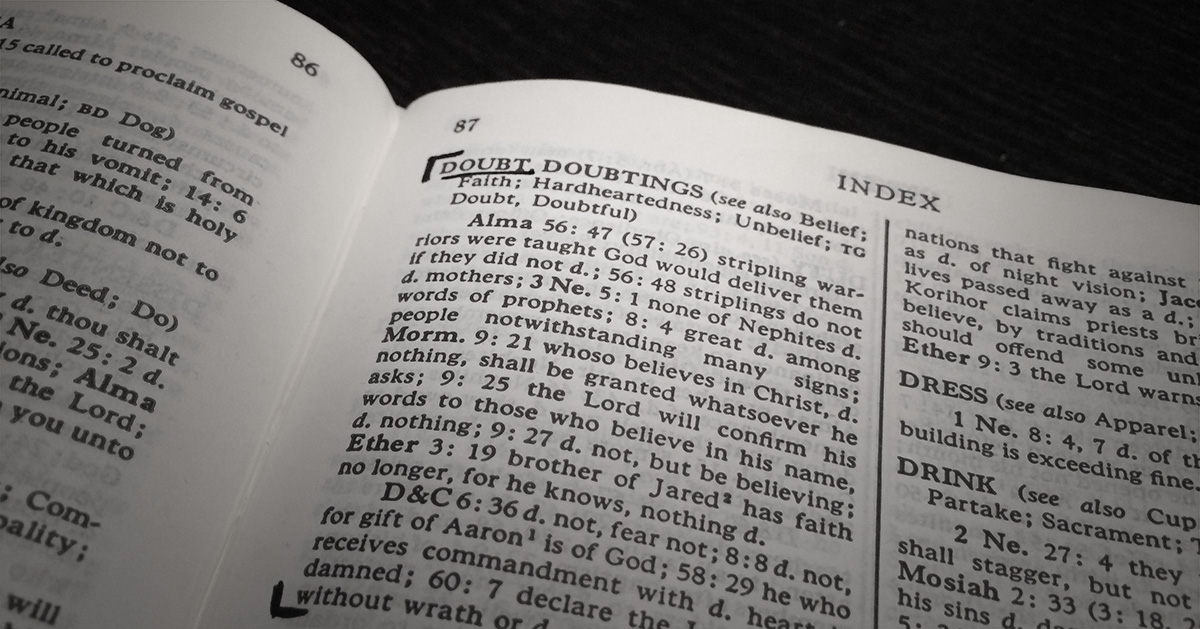 86
15 called to proclaim gospel
BD Dog)
people turned from
to his vomit; 14: 6
that which is holy
of kingdom not to
to d.
Deed; Do)
d. thou shalt
Ne. 25: 2 d.
Alma
the Lord;
you unto
Com-
will
87
INDEX
DOUBT, DOUBTINGS (see also Belief;
Faith; Hardheartedness; Unbelief; TG
Doubt, Doubtful)
Alma 56: 47 (57: 26) stripling war-
riors were taught God would deliver them
if they did not d.; 56: 48 striplings do not
d. mothers; 3 Ne. 5: 1 none of Nephites d.
words of prophets; 8: 4 great d. among
people notwithstanding many signs;
Morm. 9: 21 whoso believes in Christ, d.
nothing, shall be granted whatsoever he
asks; 9: 25 the Lord will confirm his
words to those who believe in his name,
d. nothing; 9: 27 d. not, but be believing;
Ether 3: 19 brother of Jared² has faith
no longer, for he knows, nothing d.
D&C 6: 36 d. not, fear not; 8: 8 d. not,
for gift of Aaron¹ is of God; 58: 29 he who
receives commandment with d. heart
damned; 60: 7 declare the
without wrath or d.
nations that fight against
as d. of night vision; Jac
lives passed away as a d.;
Korihor claims priests
believe, by traditions and
should offend some
Ether 9: 3 the Lord warns
DRESS (see also Apparel;
1 Ne. 8: 4, 7 d. of
building is exceeding fine.
DRINK (see also Cup
Partake; Sacrament;
2 Ne. 27: 4 they
shall stagger, but not
Mosiah 2: 33 (3: 18,
his sins d.